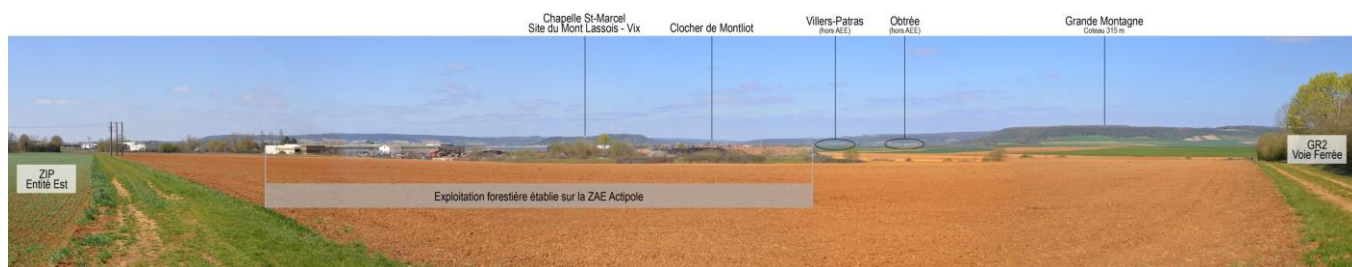 Chapelle St-Marcel
Site du Mont Lassois - Vix
Clocher de Montliot
Villers-Patras
(hors AEE)
Obtrée
(hors AEE)
Grande Montagne
Coteau 315 m
ZIP
Entité Est
GR2
Voie Ferrée
Exploitation forestière établie sur la ZAE Actipole